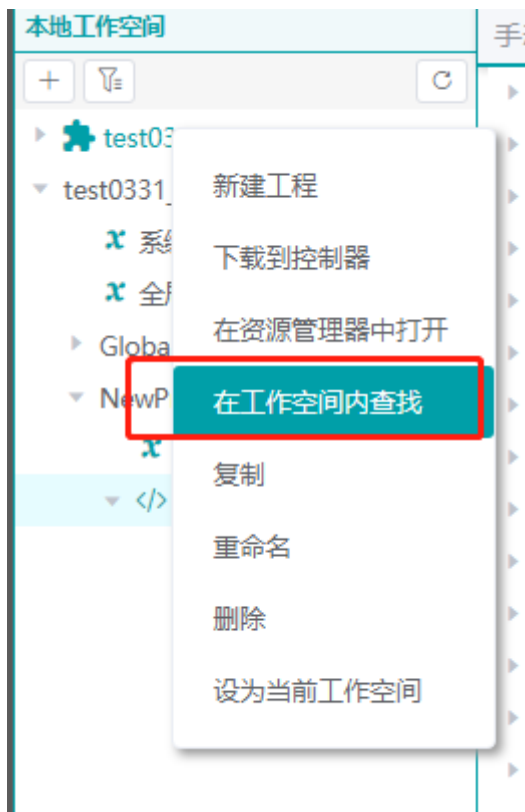 本地工作空间
test03
test0331_
全
Globa
NewP
</>
新建工程
下载到控制器
在资源管理器中打开
在工作空间内查找
复制
重命名
删除
设为当前工作空间
手